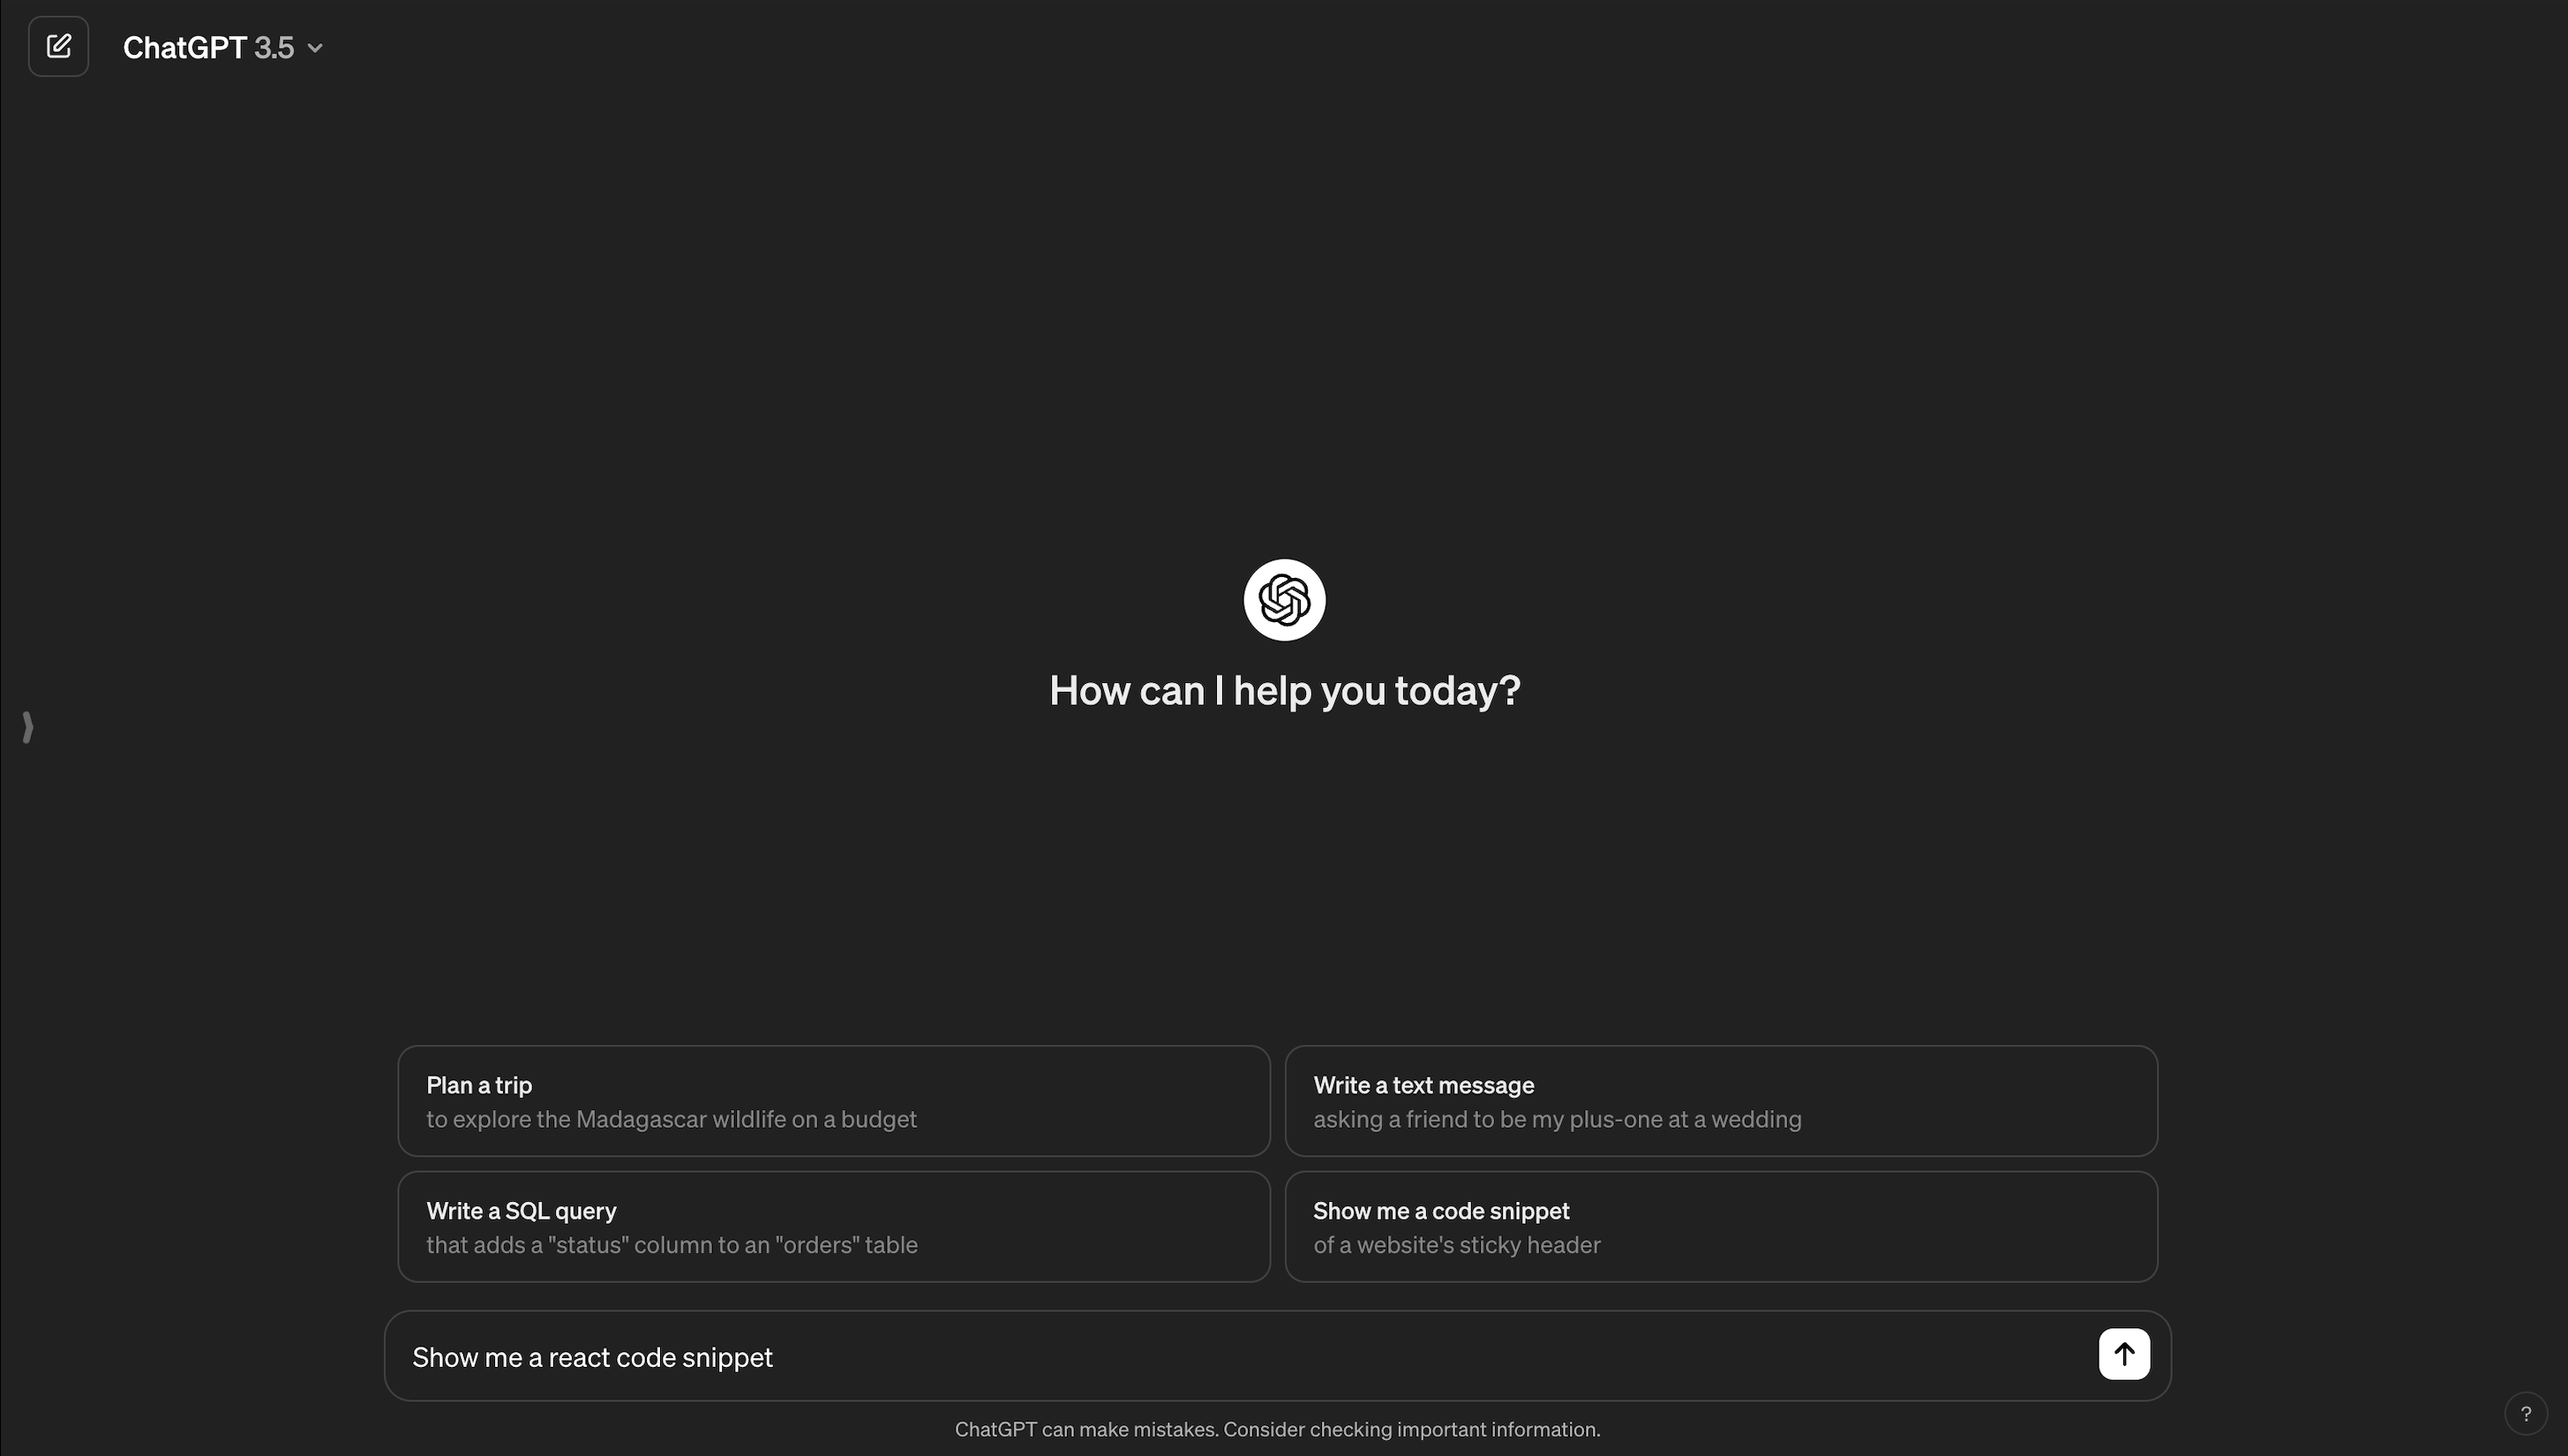 ChatGPT 3.5
How can I help you today?
Plan a trip
to explore the Madagascar wildlife on a budget
Write a text message
asking a friend to be my plus-one at a wedding
Write a SQL query
that adds a "status" column to an "orders" table
Show me a code snippet
of a website's sticky header
Show me a react code snippet
ChatGPT can make mistakes. Consider checking important information.
?